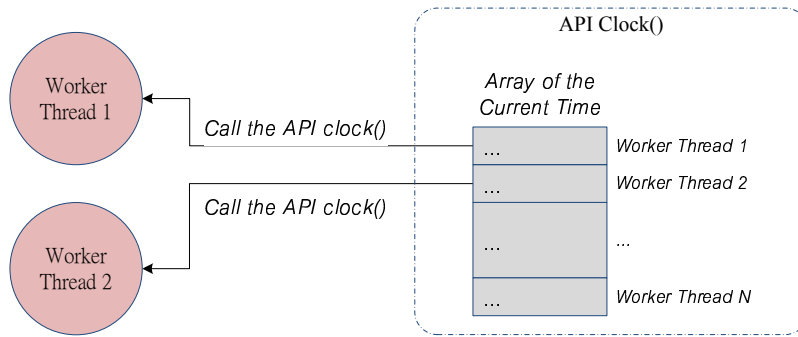 API Clock()
Array of the
Current Time
Worker
Thread 1
Call the API clock()
... Worker Thread 1
... Worker Thread 2
Call the API clock()
... ...
Worker
Thread 2
... Worker Thread N